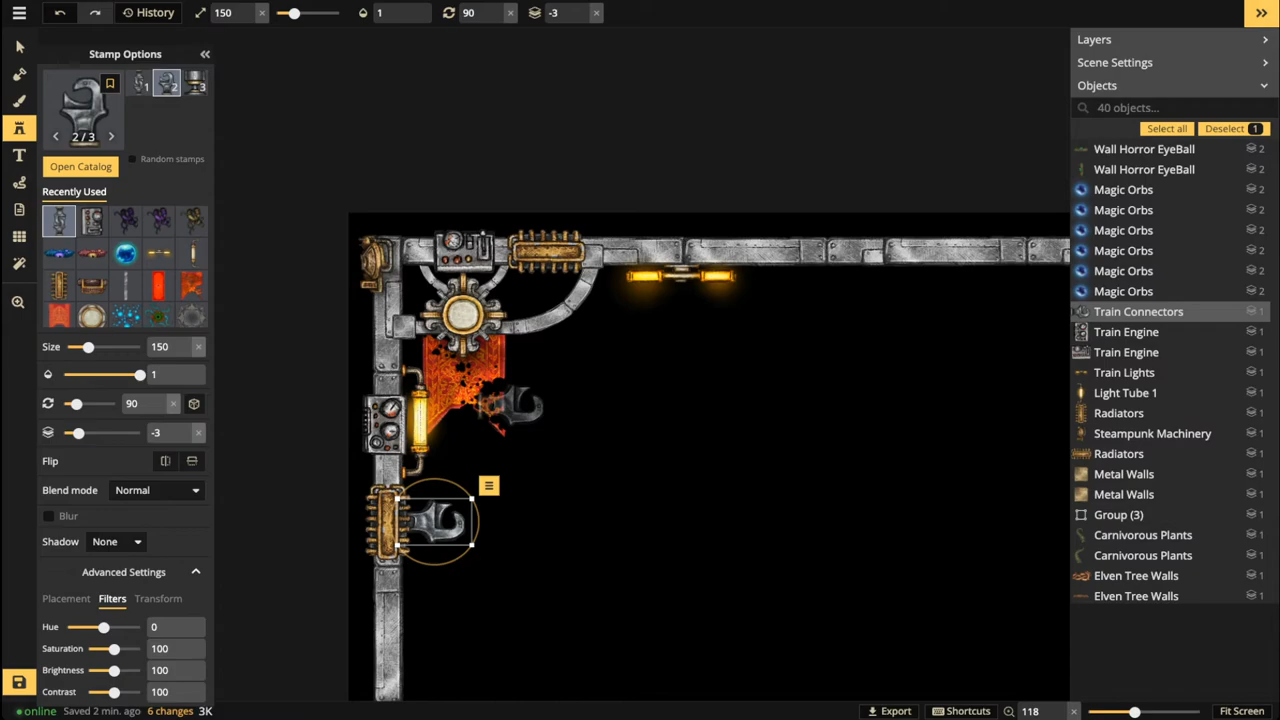 History
150
1
90
-3
Stamp Options
1
2
3
2/3
Open Catalog
Random stamps
Recently Used
Size
150
1
90
-3
Flip
Blend mode
Normal
Blur
Shadow
None
Advanced Settings
Placement
Filters
Transform
Hue
0
Saturation
100
Brightness
100
Contrast
100
online
Saved 2 min. ago
6 changes
3K
Layers
Scene Settings
Objects
40 objects...
Select all
Deselect 1
Wall Horror EyeBall 2
Wall Horror EyeBall 2
Magic Orbs 2
Magic Orbs 2
Magic Orbs 2
Magic Orbs 2
Magic Orbs 2
Magic Orbs 2
Train Connectors 1
Train Engine 1
Train Engine 1
Train Lights 1
Light Tube 1 1
Radiators 1
Steampunk Machinery 1
Radiators 1
Metal Walls 1
Metal Walls 1
Group (3) 1
Carnivorous Plants 1
Carnivorous Plants 1
Elven Tree Walls 1
Elven Tree Walls 1
Export
Shortcuts
118
Fit Screen